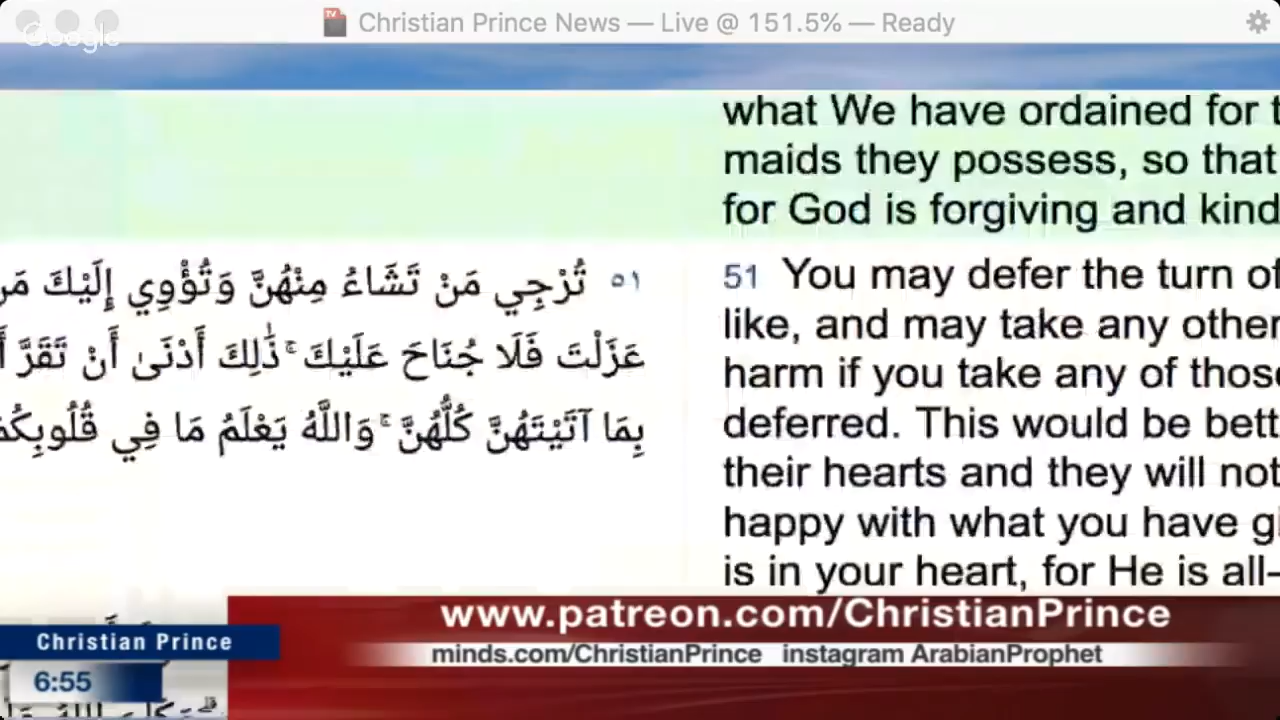 Christian Prince News — Live @ 151.5% — Ready
Google
TV
what We have ordained for t
maids they possess, so that
for God is forgiving and kind
٥١ تُرْجِي مَنْ تَشَاءُ مِنْهُنَّ وَتُؤْوِي إِلَيْكَ مَن
عَزَلْتَ فَلَا جُنَاحَ عَلَيْكَ ۚ ذَٰلِكَ أَدْنَىٰ أَنْ تَقَرَّ أ
بِمَا آتَيْتَهُنَّ كُلُّهُنَّ ۚ وَاللَّهُ يَعْلَمُ مَا فِي قُلُوبِكُمْ
51 You may defer the turn of
like, and may take any other
harm if you take any of those
deferred. This would be bett
their hearts and they will not
happy with what you have gi
is in your heart, for He is all-
www.patreon.com/ChristianPrince
Christian Prince
minds.com/ChristianPrince instagram ArabianProphet
6:55